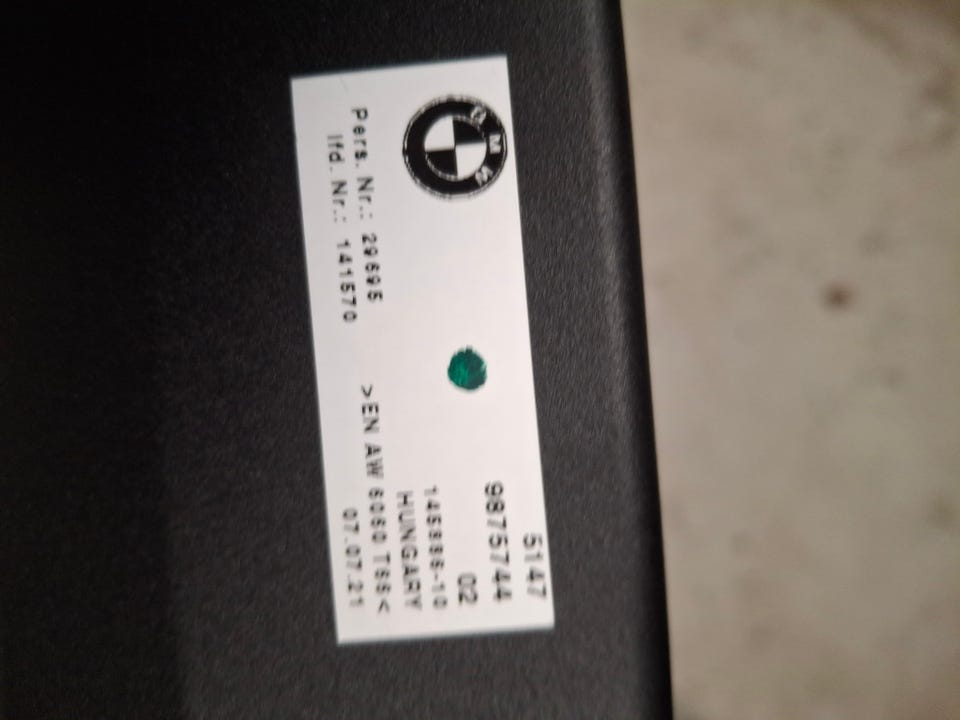 BMW
5147
9875744
02
145886-10
HUNGARY
Pers. Nr.: 29695
lfd. Nr.: 141570
>EN AW 6060 T66<
07.07.21